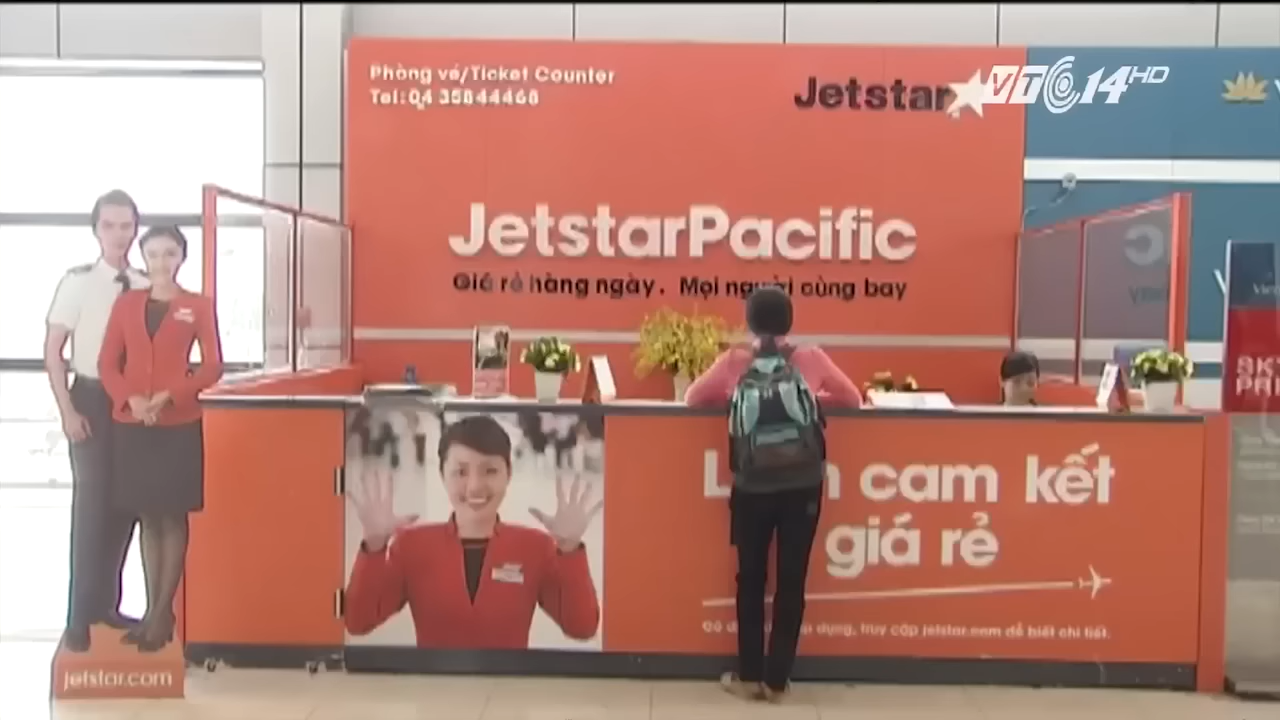 Phòng vé/Ticket Counter
Tel: 04 35844468
Jetstar
VTC14HD
JetstarPacific
Giá rẻ hàng ngày. Mọi người cùng bay
cam kết
giá rẻ
dụng, truy cập jetstar.com để biết chi tiết.
jetstar.com